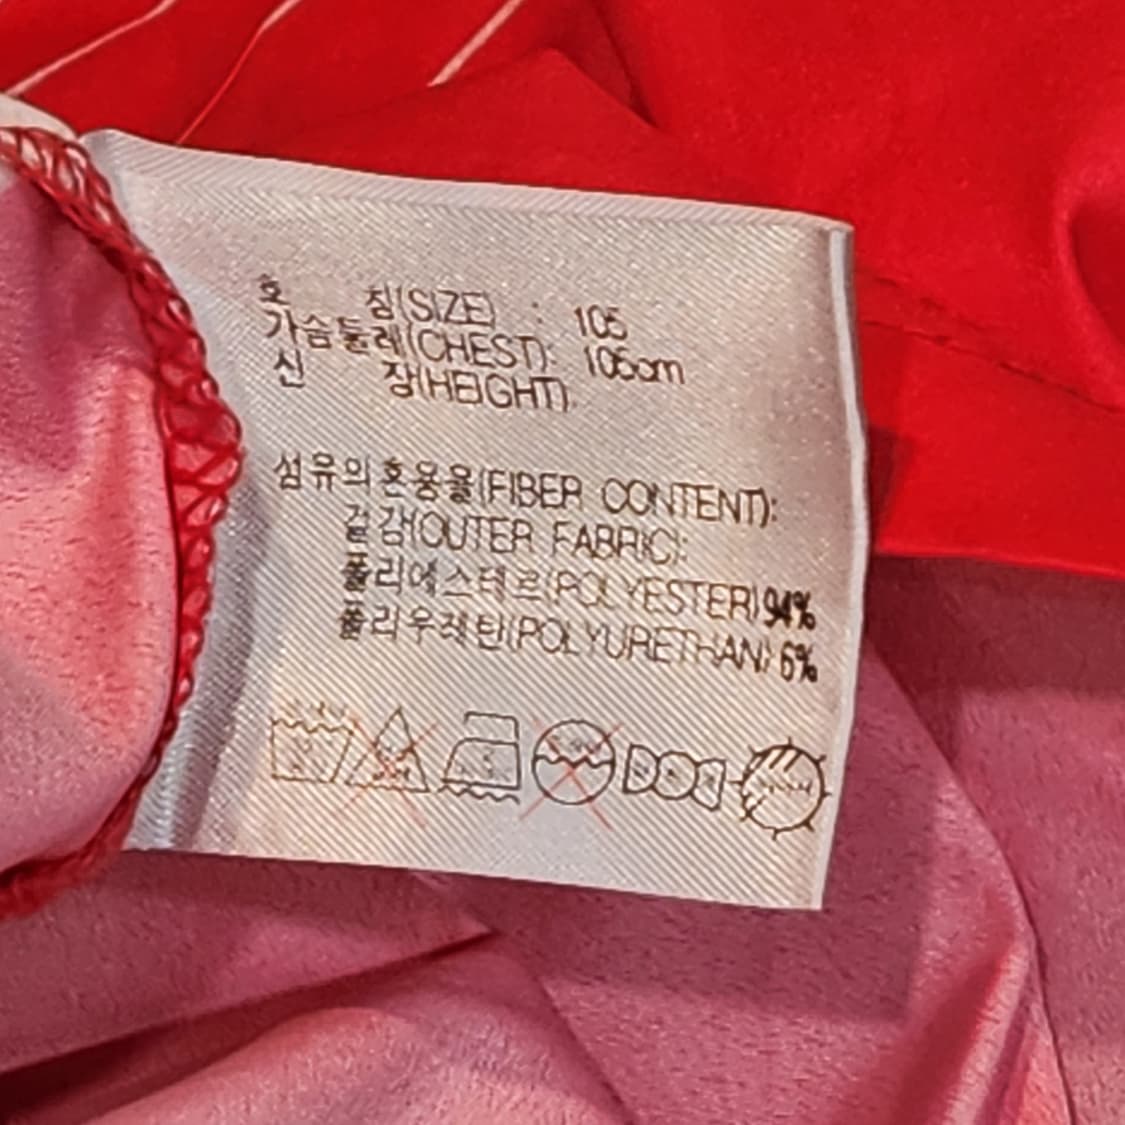 호 칭(SIZE) : 105
가슴둘레(CHEST): 105cm
신 장(HEIGHT):
섬유의혼용율(FIBER CONTENT):
겉감(OUTER FABRIC):
폴리에스테르(POLYESTER) 94%
폴리우레탄(POLYURETHAN) 6%